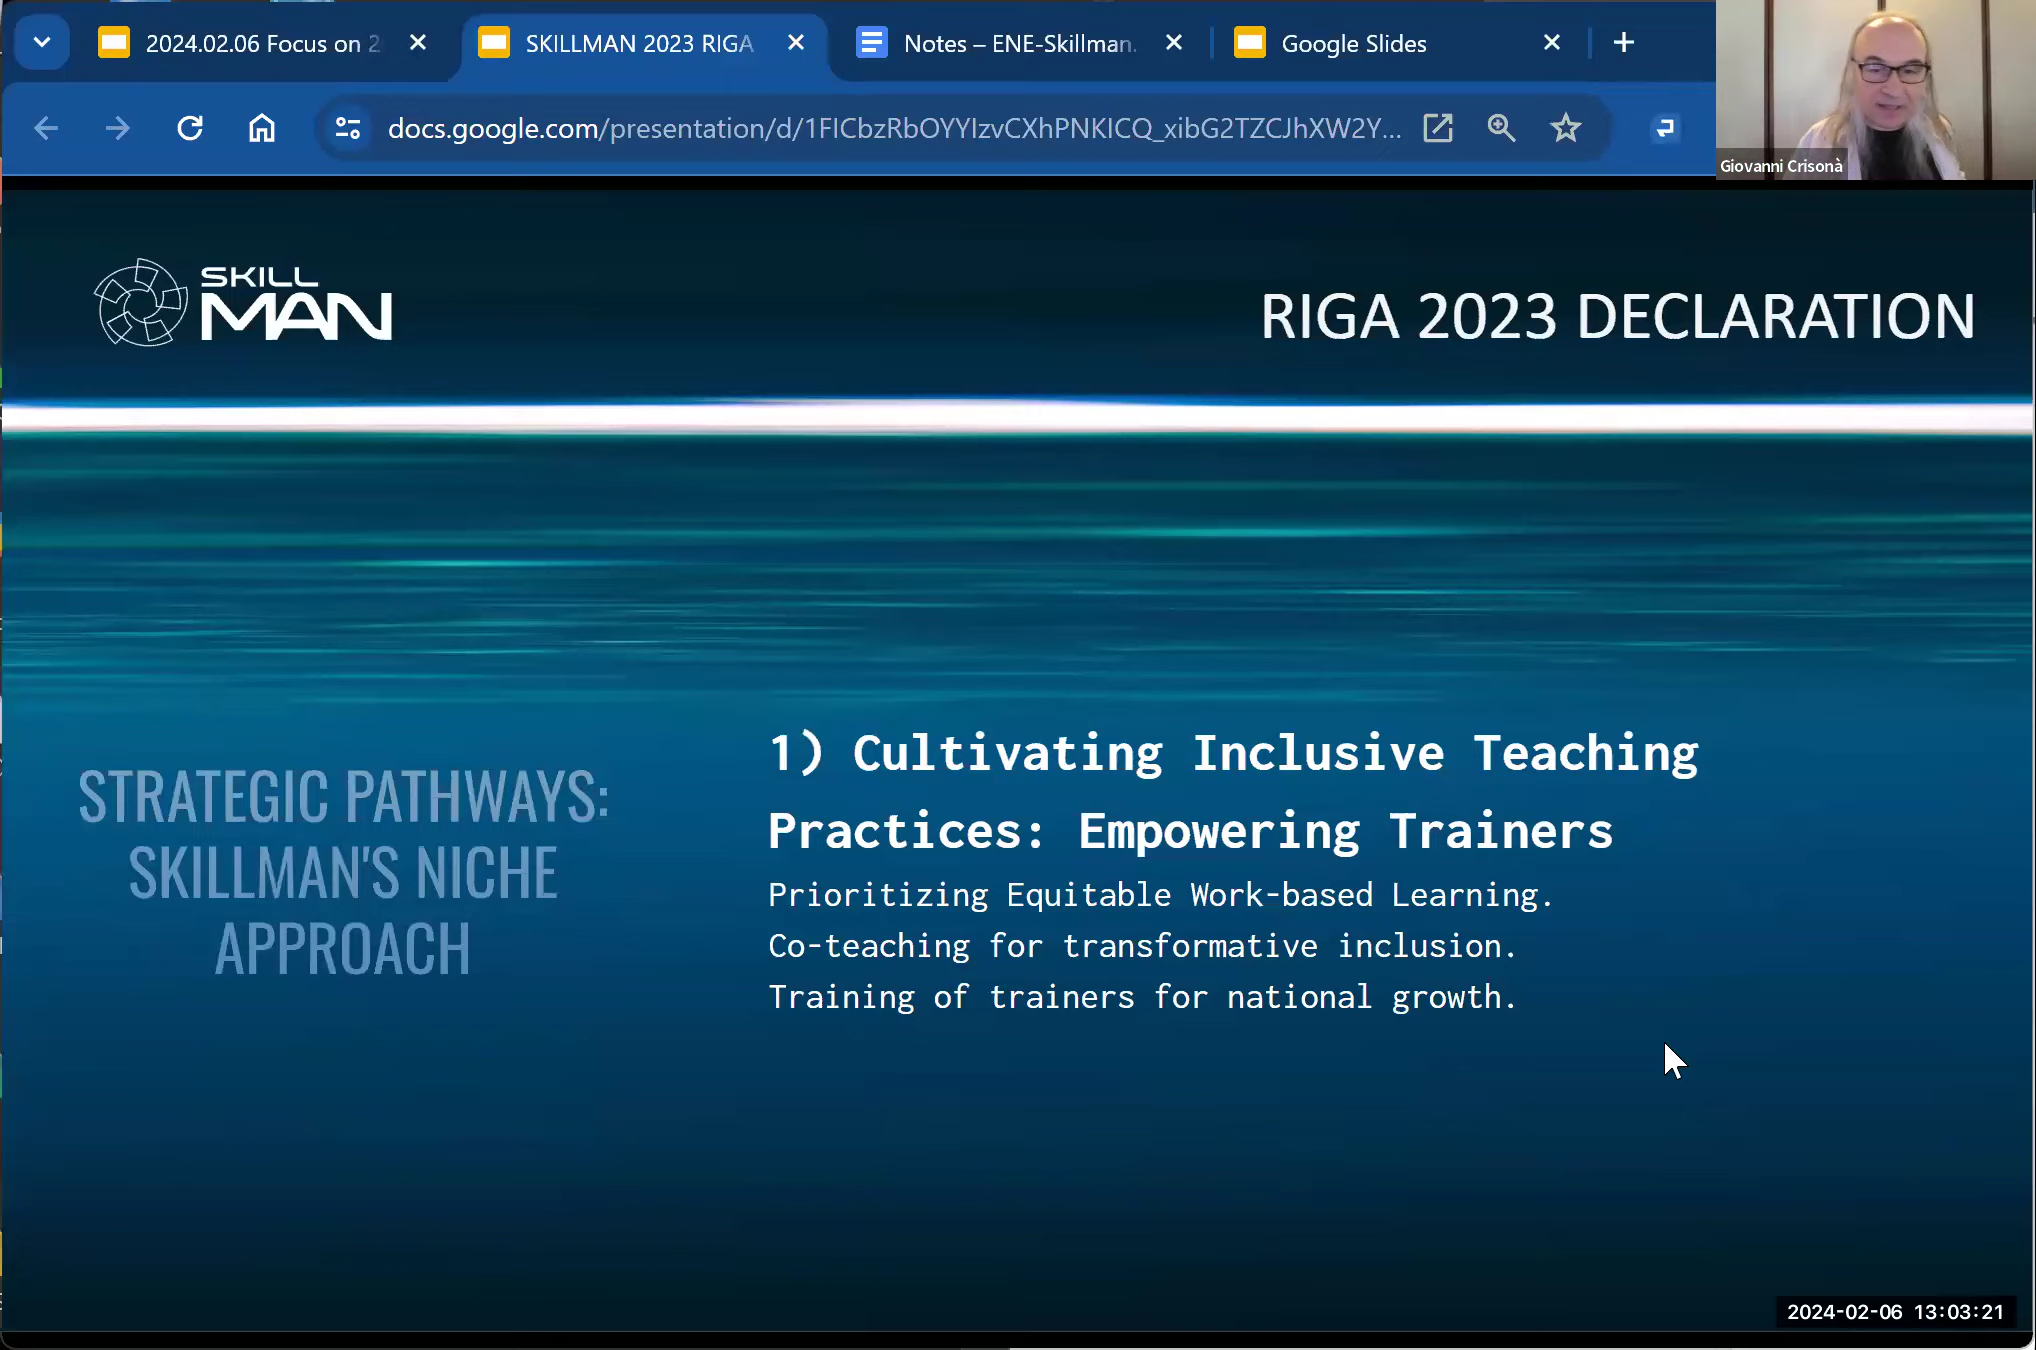 2024.02.06 Focus on 2
SKILLMAN 2023 RIGA
Notes – ENE-Skillman.
Google Slides
docs.google.com/presentation/d/1FICbzRbOYYIzvCXhPNKICQ_xibG2TZCJhXW2Y...
Giovanni Crisonà
SKILL
MAN
RIGA 2023 DECLARATION
STRATEGIC PATHWAYS:
SKILLMAN'S NICHE
APPROACH
1) Cultivating Inclusive Teaching
Practices: Empowering Trainers
Prioritizing Equitable Work-based Learning.
Co-teaching for transformative inclusion.
Training of trainers for national growth.
2024-02-06 13:03:21